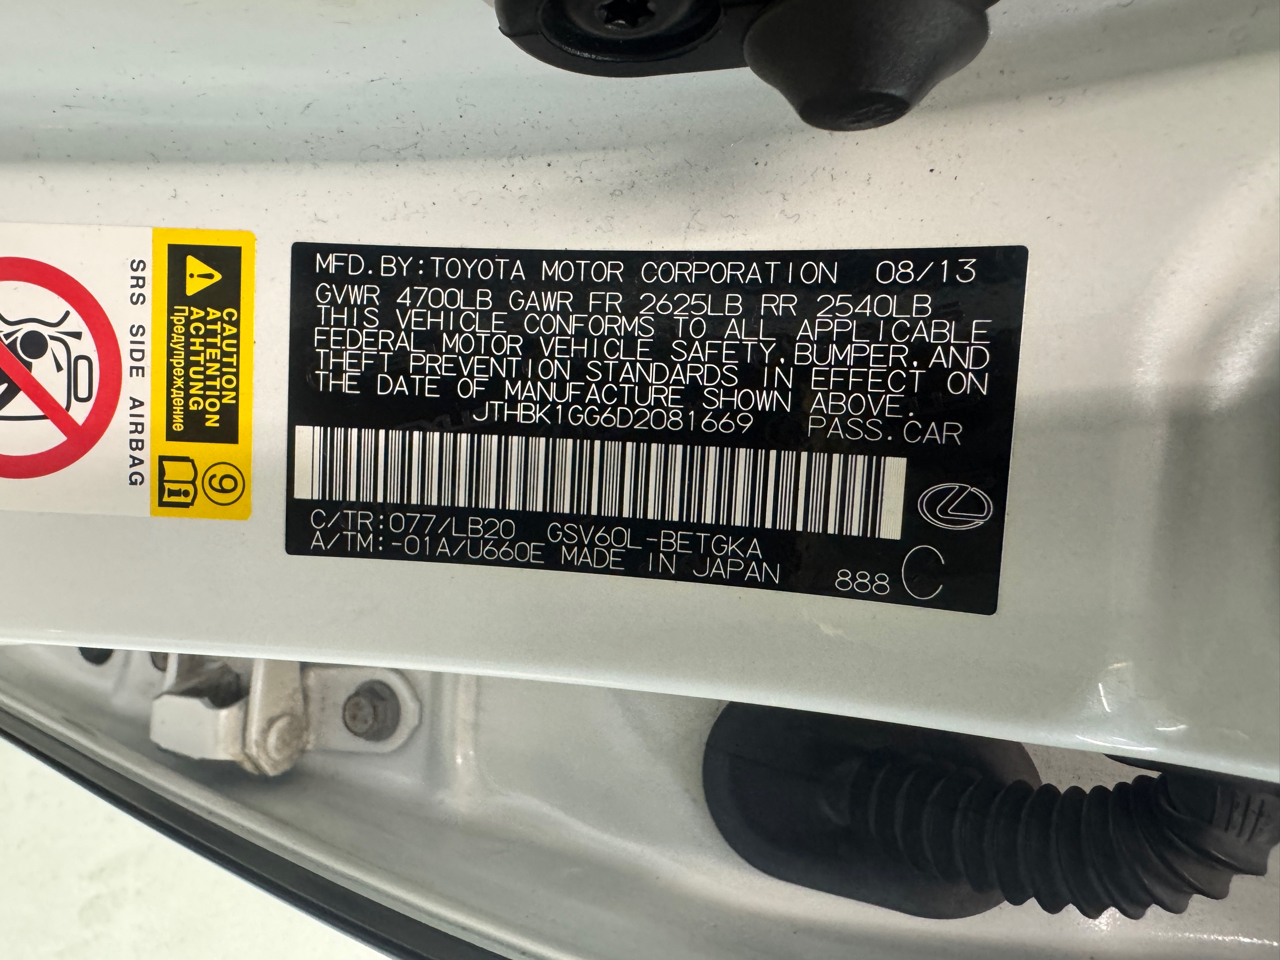 MFD.BY:TOYOTA MOTOR CORPORATION 08/13
GVWR 4700LB GAWR FR 2625LB RR 2540LB
THIS VEHICLE CONFORMS TO ALL APPLICABLE
FEDERAL MOTOR VEHICLE SAFETY,BUMPER,AND
THEFT PREVENTION STANDARDS IN EFFECT ON
THE DATE OF MANUFACTURE SHOWN ABOVE.
JTHBK1GG6D2081669 PASS.CAR
C/TR:077/LB20 GSV60L-BETGKA
A/TM:-01A/U660E MADE IN JAPAN 888 C
CAUTION
ATTENTION
ACHTUNG
Предупреждение
9
SRS SIDE AIRBAG